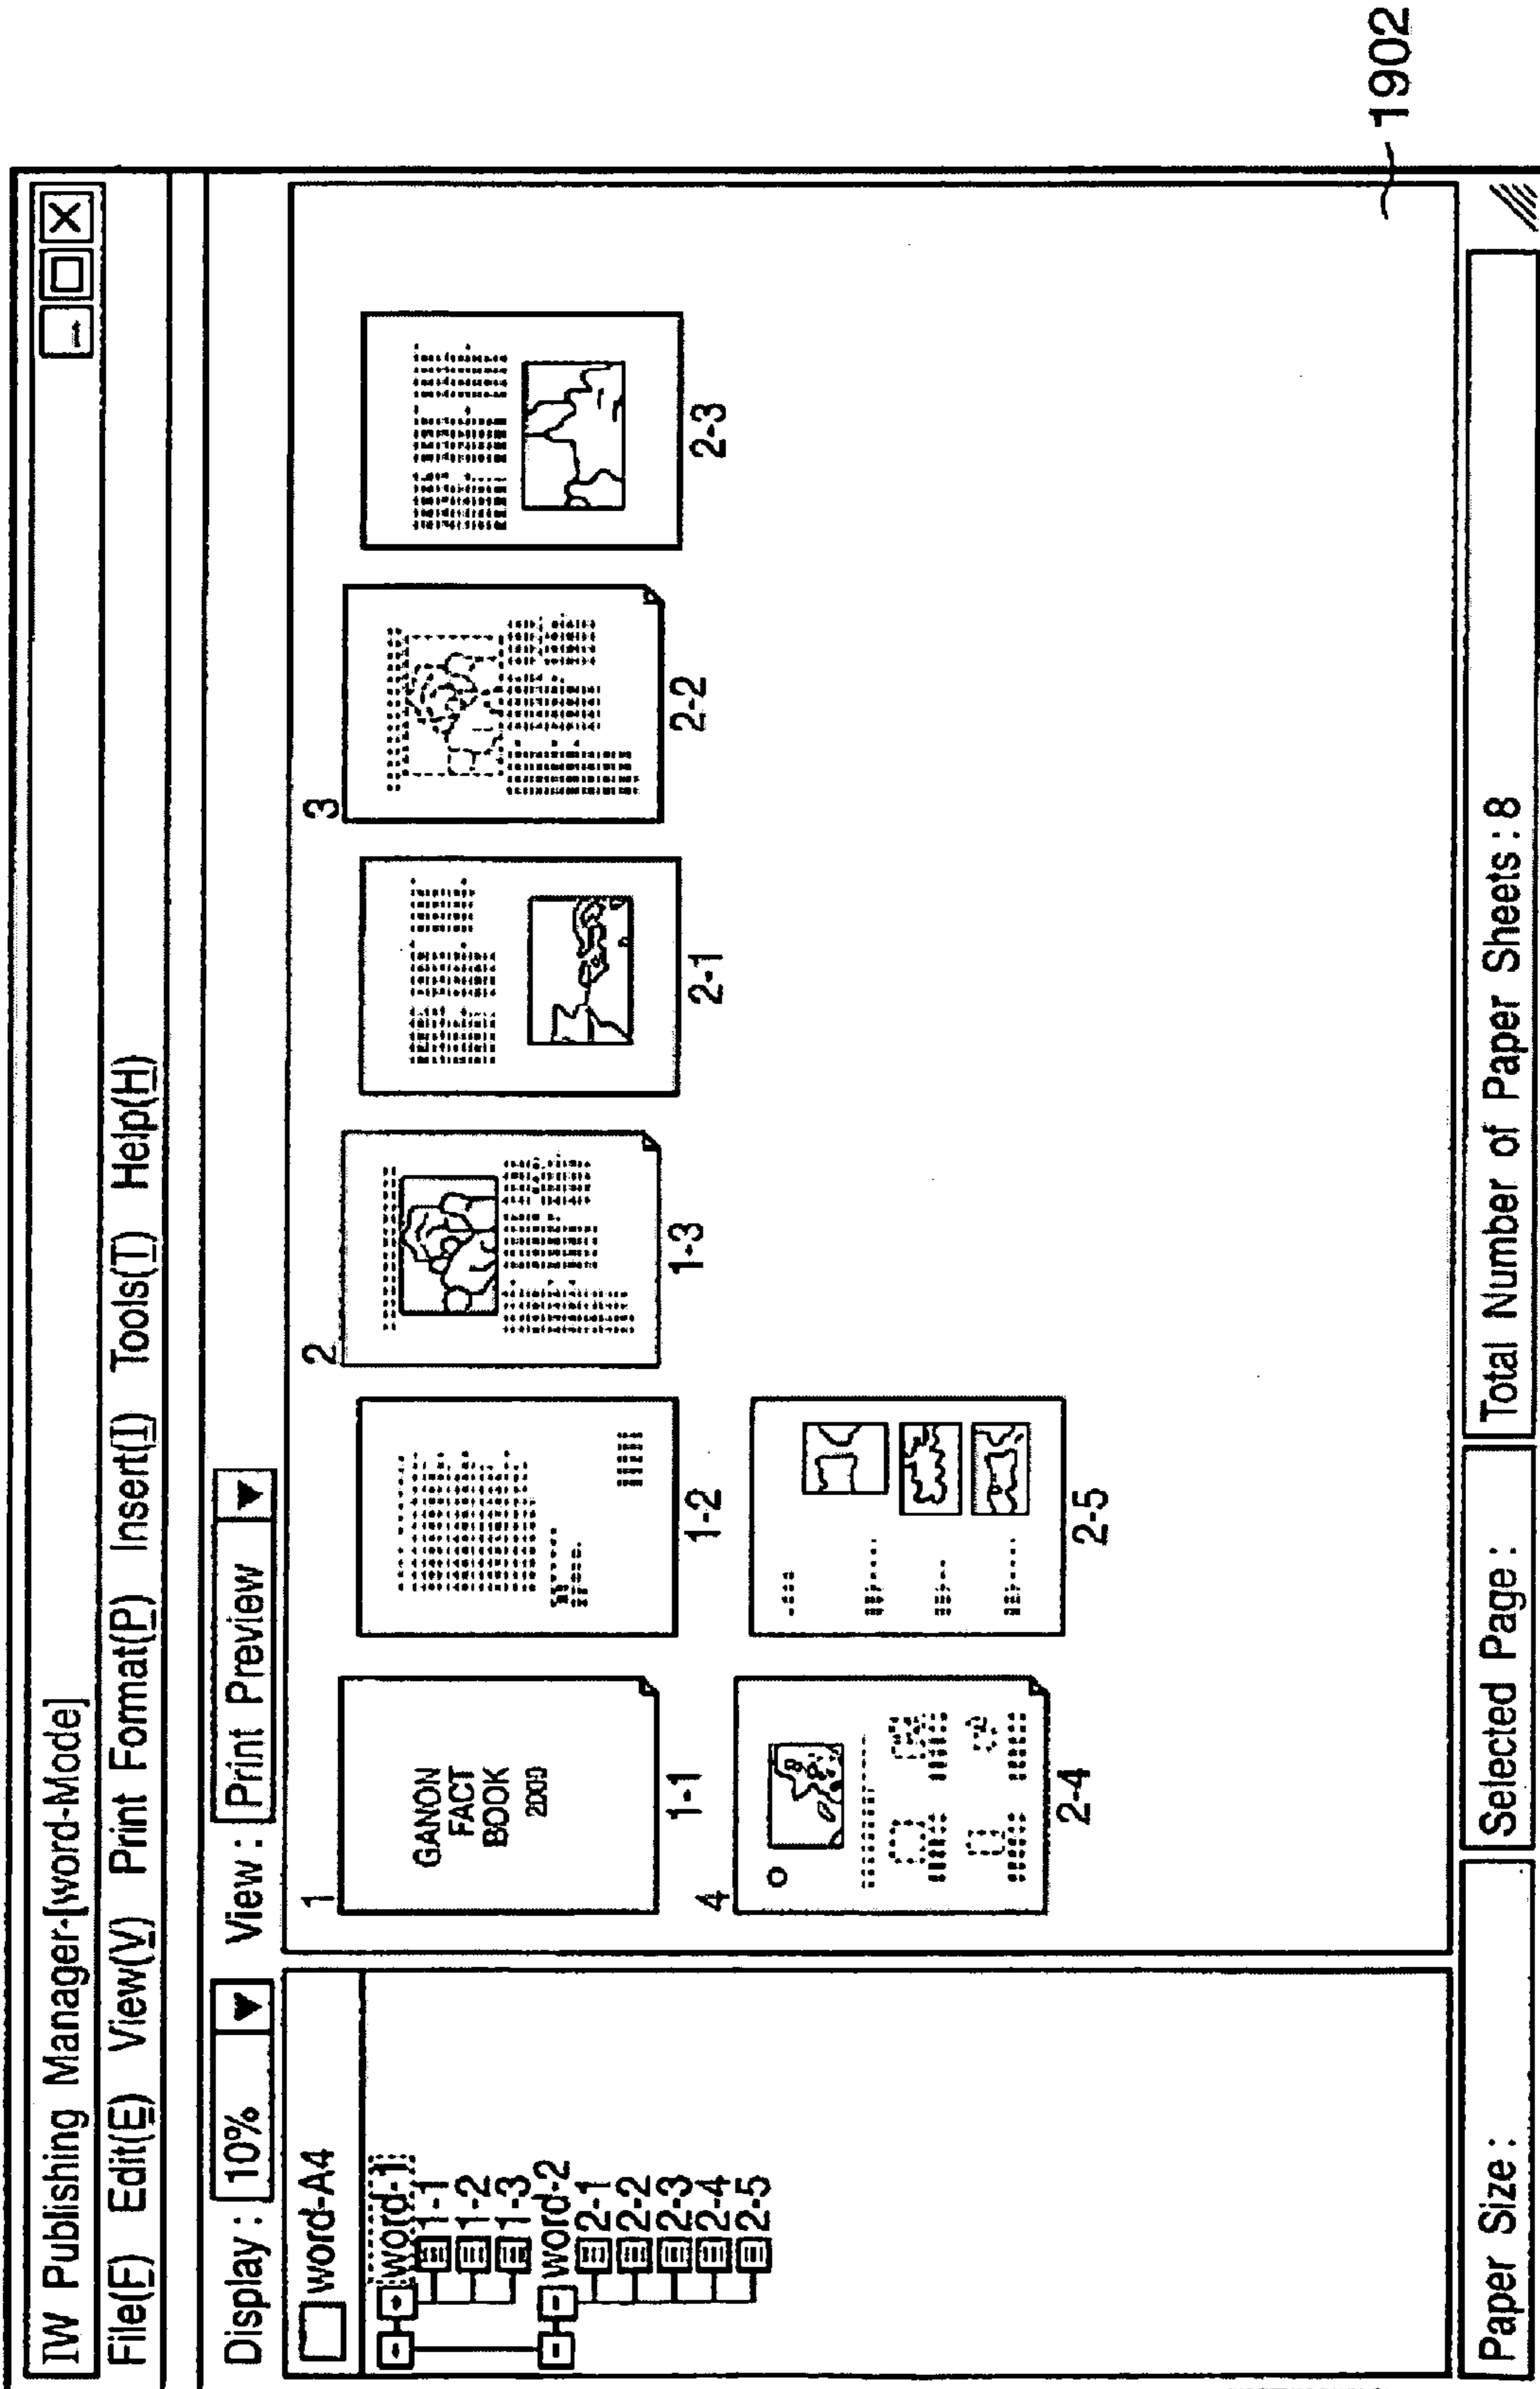 IW Publishing Manager-[word-Mode]
File(F) Edit(E) View(V) Print Format(P) Insert(I) Tools(T) Help(H)
Display : 10% View : Print Preview
word-A4
word-1
1-1
1-2
1-3
word-2
2-1
2-2
2-3
2-4
2-5
1
GANON
FACT
BOOK
2000
1-1
1-2
2
1-3
2-1
3
2-2
2-3
4
2-4
2-5
Paper Size :
Selected Page :
Total Number of Paper Sheets : 8
1902